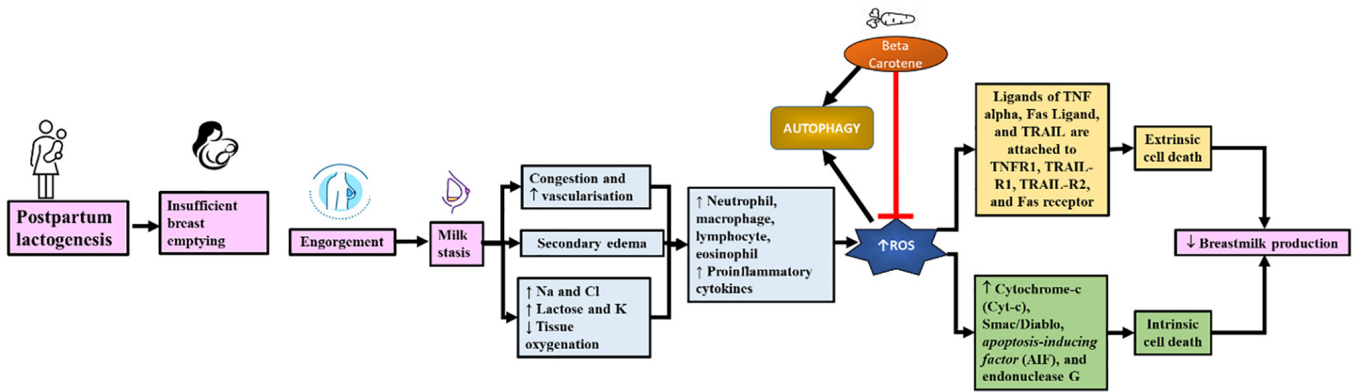 Postpartum
lactogenesis
Insufficient
breast
emptying
Engorgement
Milk
stasis
Congestion and
↑ vascularisation
Secondary edema
↑ Na and Cl
↑ Lactose and K
↓ Tissue
oxygenation
↑ Neutrophil,
macrophage,
lymphocyte,
eosinophil
↑ Proinflammatory
cytokines
Beta
Carotene
AUTOPHAGY
↑ROS
Ligands of TNF
alpha, Fas Ligand,
and TRAIL are
attached to
TNFR1, TRAIL-
R1, TRAIL-R2,
and Fas receptor
Extrinsic
cell death
↑ Cytochrome-c
(Cyt-c),
Smac/Diablo,
apoptosis-inducing
factor (AIF), and
endonuclease G
Intrinsic
cell death
↓ Breastmilk production